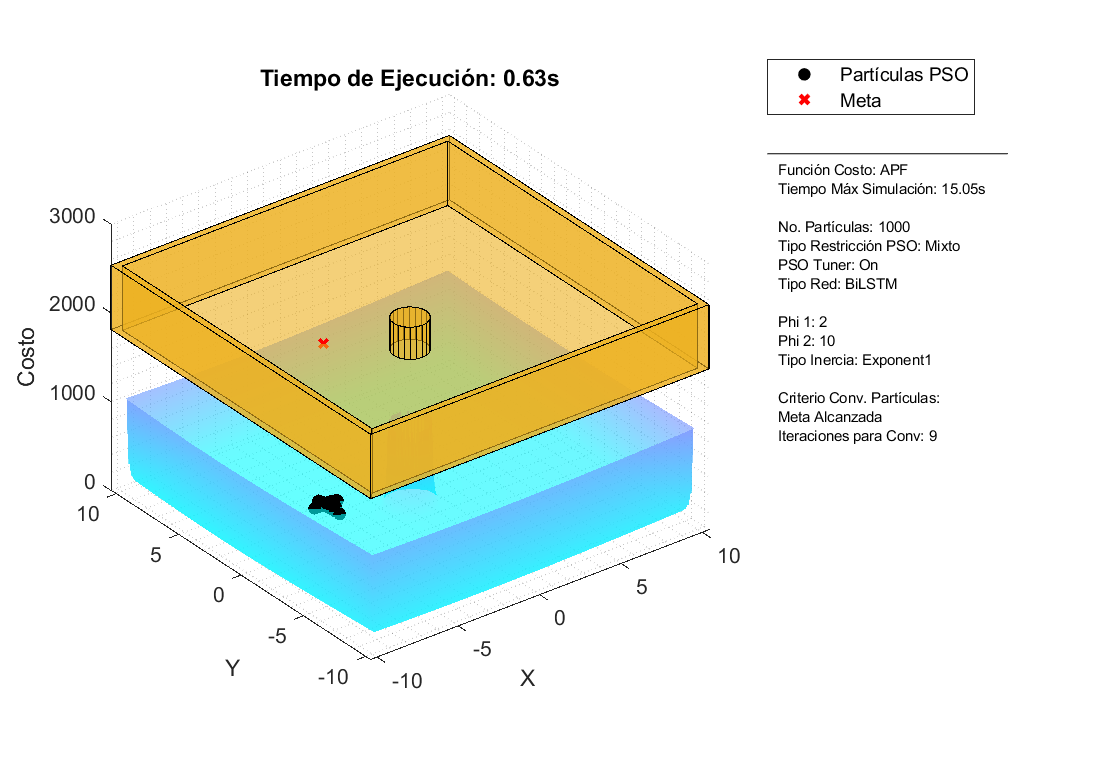 Tiempo de Ejecución: 0.63s
Partículas PSO
Meta
Función Costo: APF
Tiempo Máx Simulación: 15.05s
No. Partículas: 1000
Tipo Restricción PSO: Mixto
PSO Tuner: On
Tipo Red: BiLSTM
Phi 1: 2
Phi 2: 10
Tipo Inercia: Exponent1
Criterio Conv. Partículas:
Meta Alcanzada
Iteraciones para Conv: 9
Costo
3000
2000
1000
0
10
5
0
-5
-10
Y
-10
-5
0
5
10
X